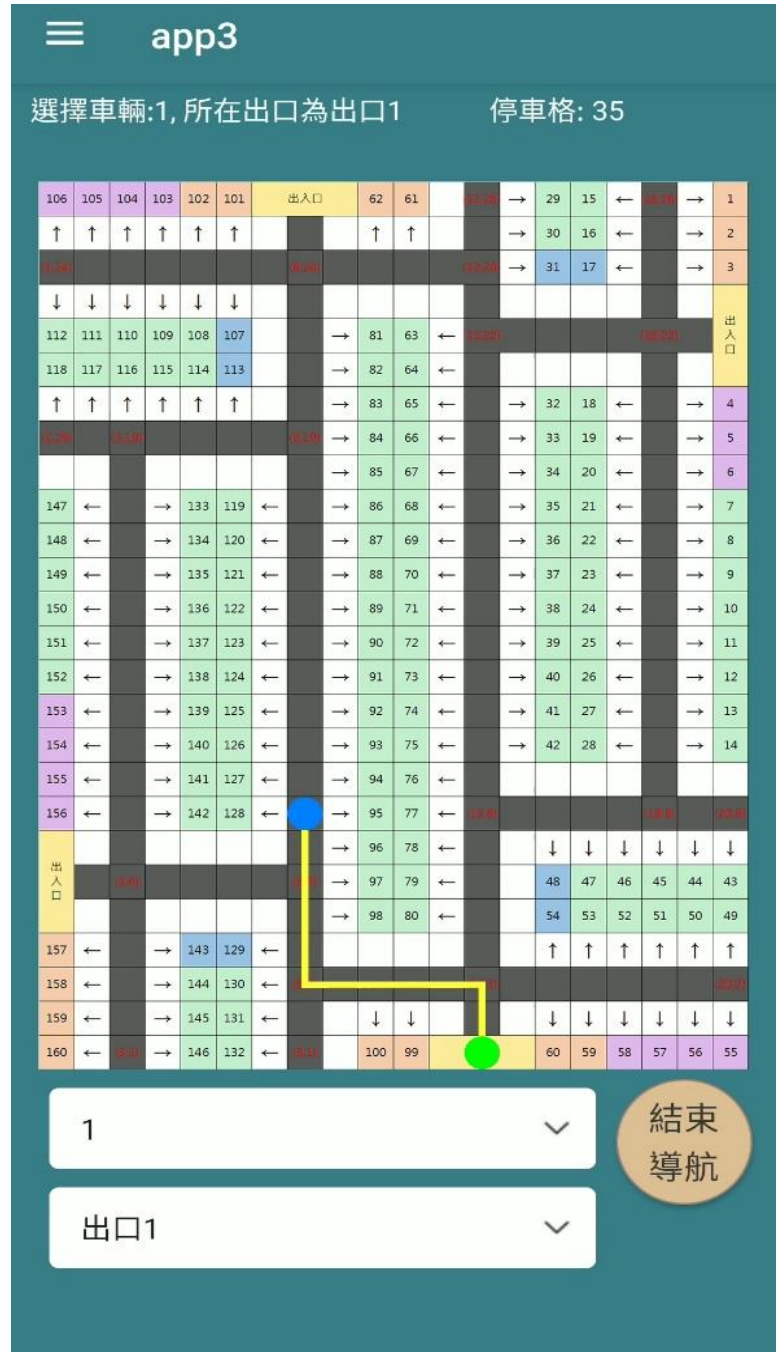 app3
選擇車輛:1, 所在出口為出口1 停車格: 35
106 105 104 103 102 101 出入口 62 61 → 29 15 ← → 1
↑ ↑ ↑ ↑ ↑ ↑ ↑ ↑ → 30 16 ← → 2
→ 31 17 ← → 3
↓ ↓ ↓ ↓ ↓ ↓ 出入口
112 111 110 109 108 107 → 81 63 ←
118 117 116 115 114 113 → 82 64 ←
↑ ↑ ↑ ↑ ↑ ↑ → 83 65 ← → 32 18 ← → 4
→ 84 66 ← → 33 19 ← → 5
→ 85 67 ← → 34 20 ← → 6
147 ← → 133 119 ← → 86 68 ← → 35 21 ← → 7
148 ← → 134 120 ← → 87 69 ← → 36 22 ← → 8
149 ← → 135 121 ← → 88 70 ← → 37 23 ← → 9
150 ← → 136 122 ← → 89 71 ← → 38 24 ← → 10
151 ← → 137 123 ← → 90 72 ← → 39 25 ← → 11
152 ← → 138 124 ← → 91 73 ← → 40 26 ← → 12
153 ← → 139 125 ← → 92 74 ← → 41 27 ← → 13
154 ← → 140 126 ← → 93 75 ← → 42 28 ← → 14
155 ← → 141 127 ← → 94 76 ←
156 ← → 142 128 ← → 95 77 ←
出入口 → 96 78 ← ↓ ↓ ↓ ↓ ↓ ↓
→ 97 79 ← 48 47 46 45 44 43
→ 98 80 ← 54 53 52 51 50 49
157 ← → 143 129 ← ↑ ↑ ↑ ↑ ↑ ↑
158 ← → 144 130 ←
159 ← → 145 131 ← ↓ ↓ ↓ ↓ ↓ ↓ ↓ ↓
160 ← → 146 132 ← 100 99 60 59 58 57 56 55
1
結束
導航
出口1